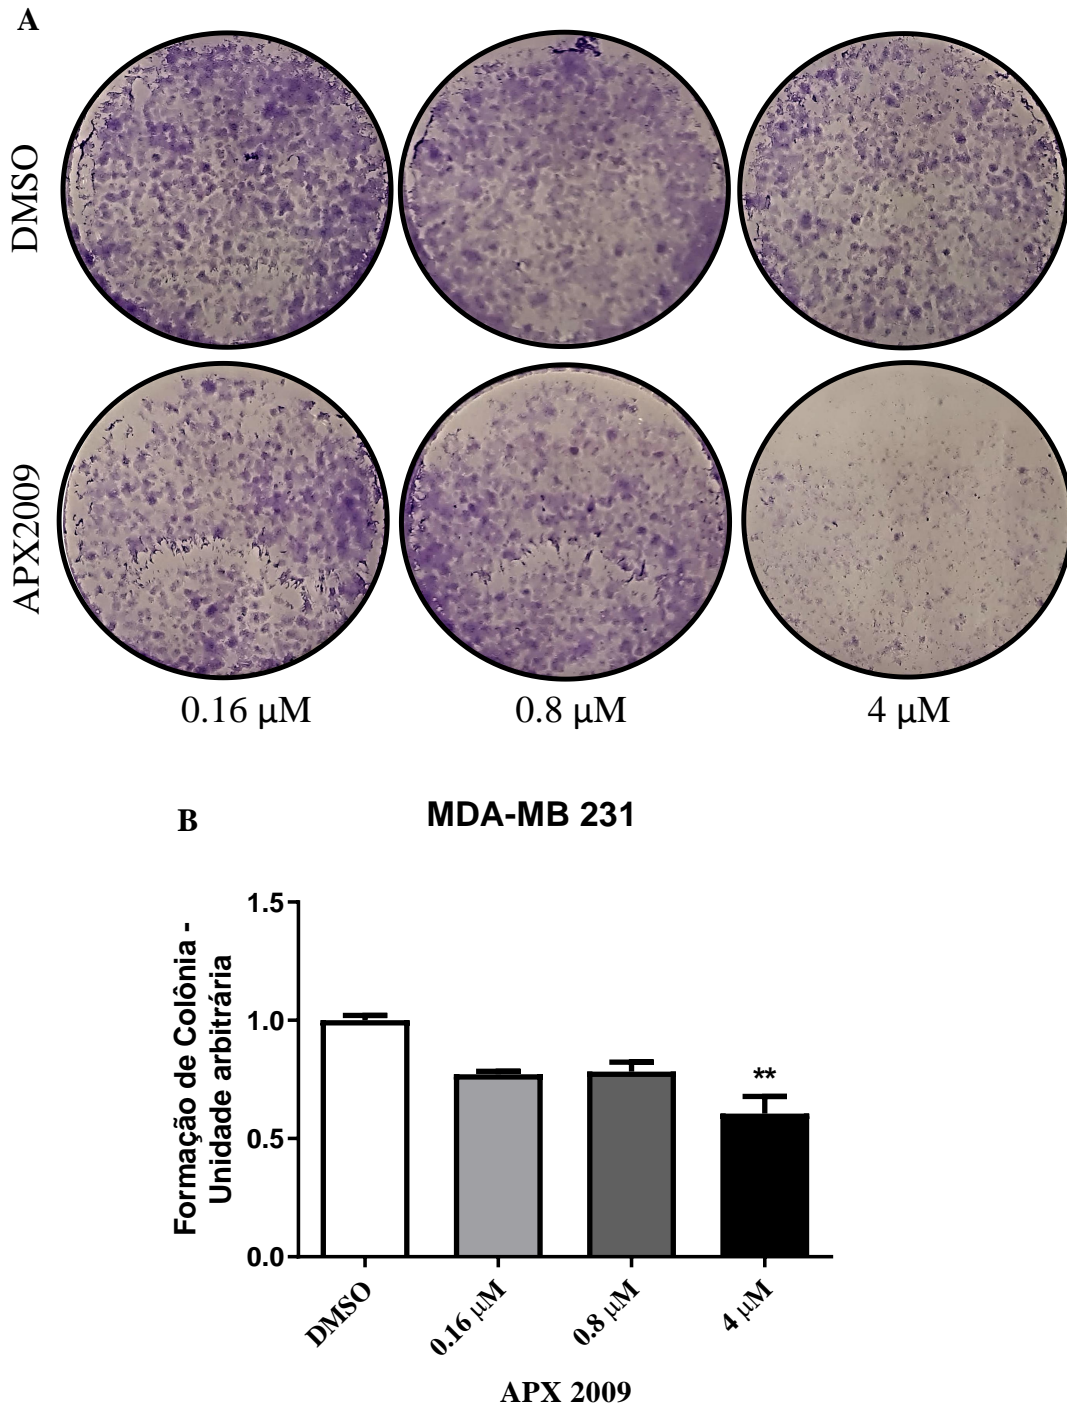 A
DMSO
APX2009
0.16 µM
0.8 µM
4 µM
B
MDA-MB 231
Formação de Colônia -
Unidade arbitrária
1.5
1.0
0.5
0.0
**
DMSO
0.16 µM
0.8 µM
4 µM
APX 2009